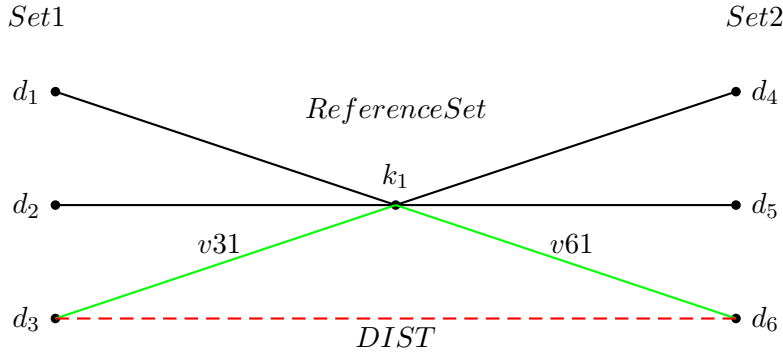 Set1
Set2
d1
d4
ReferenceSet
k1
d2
d5
v31
v61
d3
d6
DIST